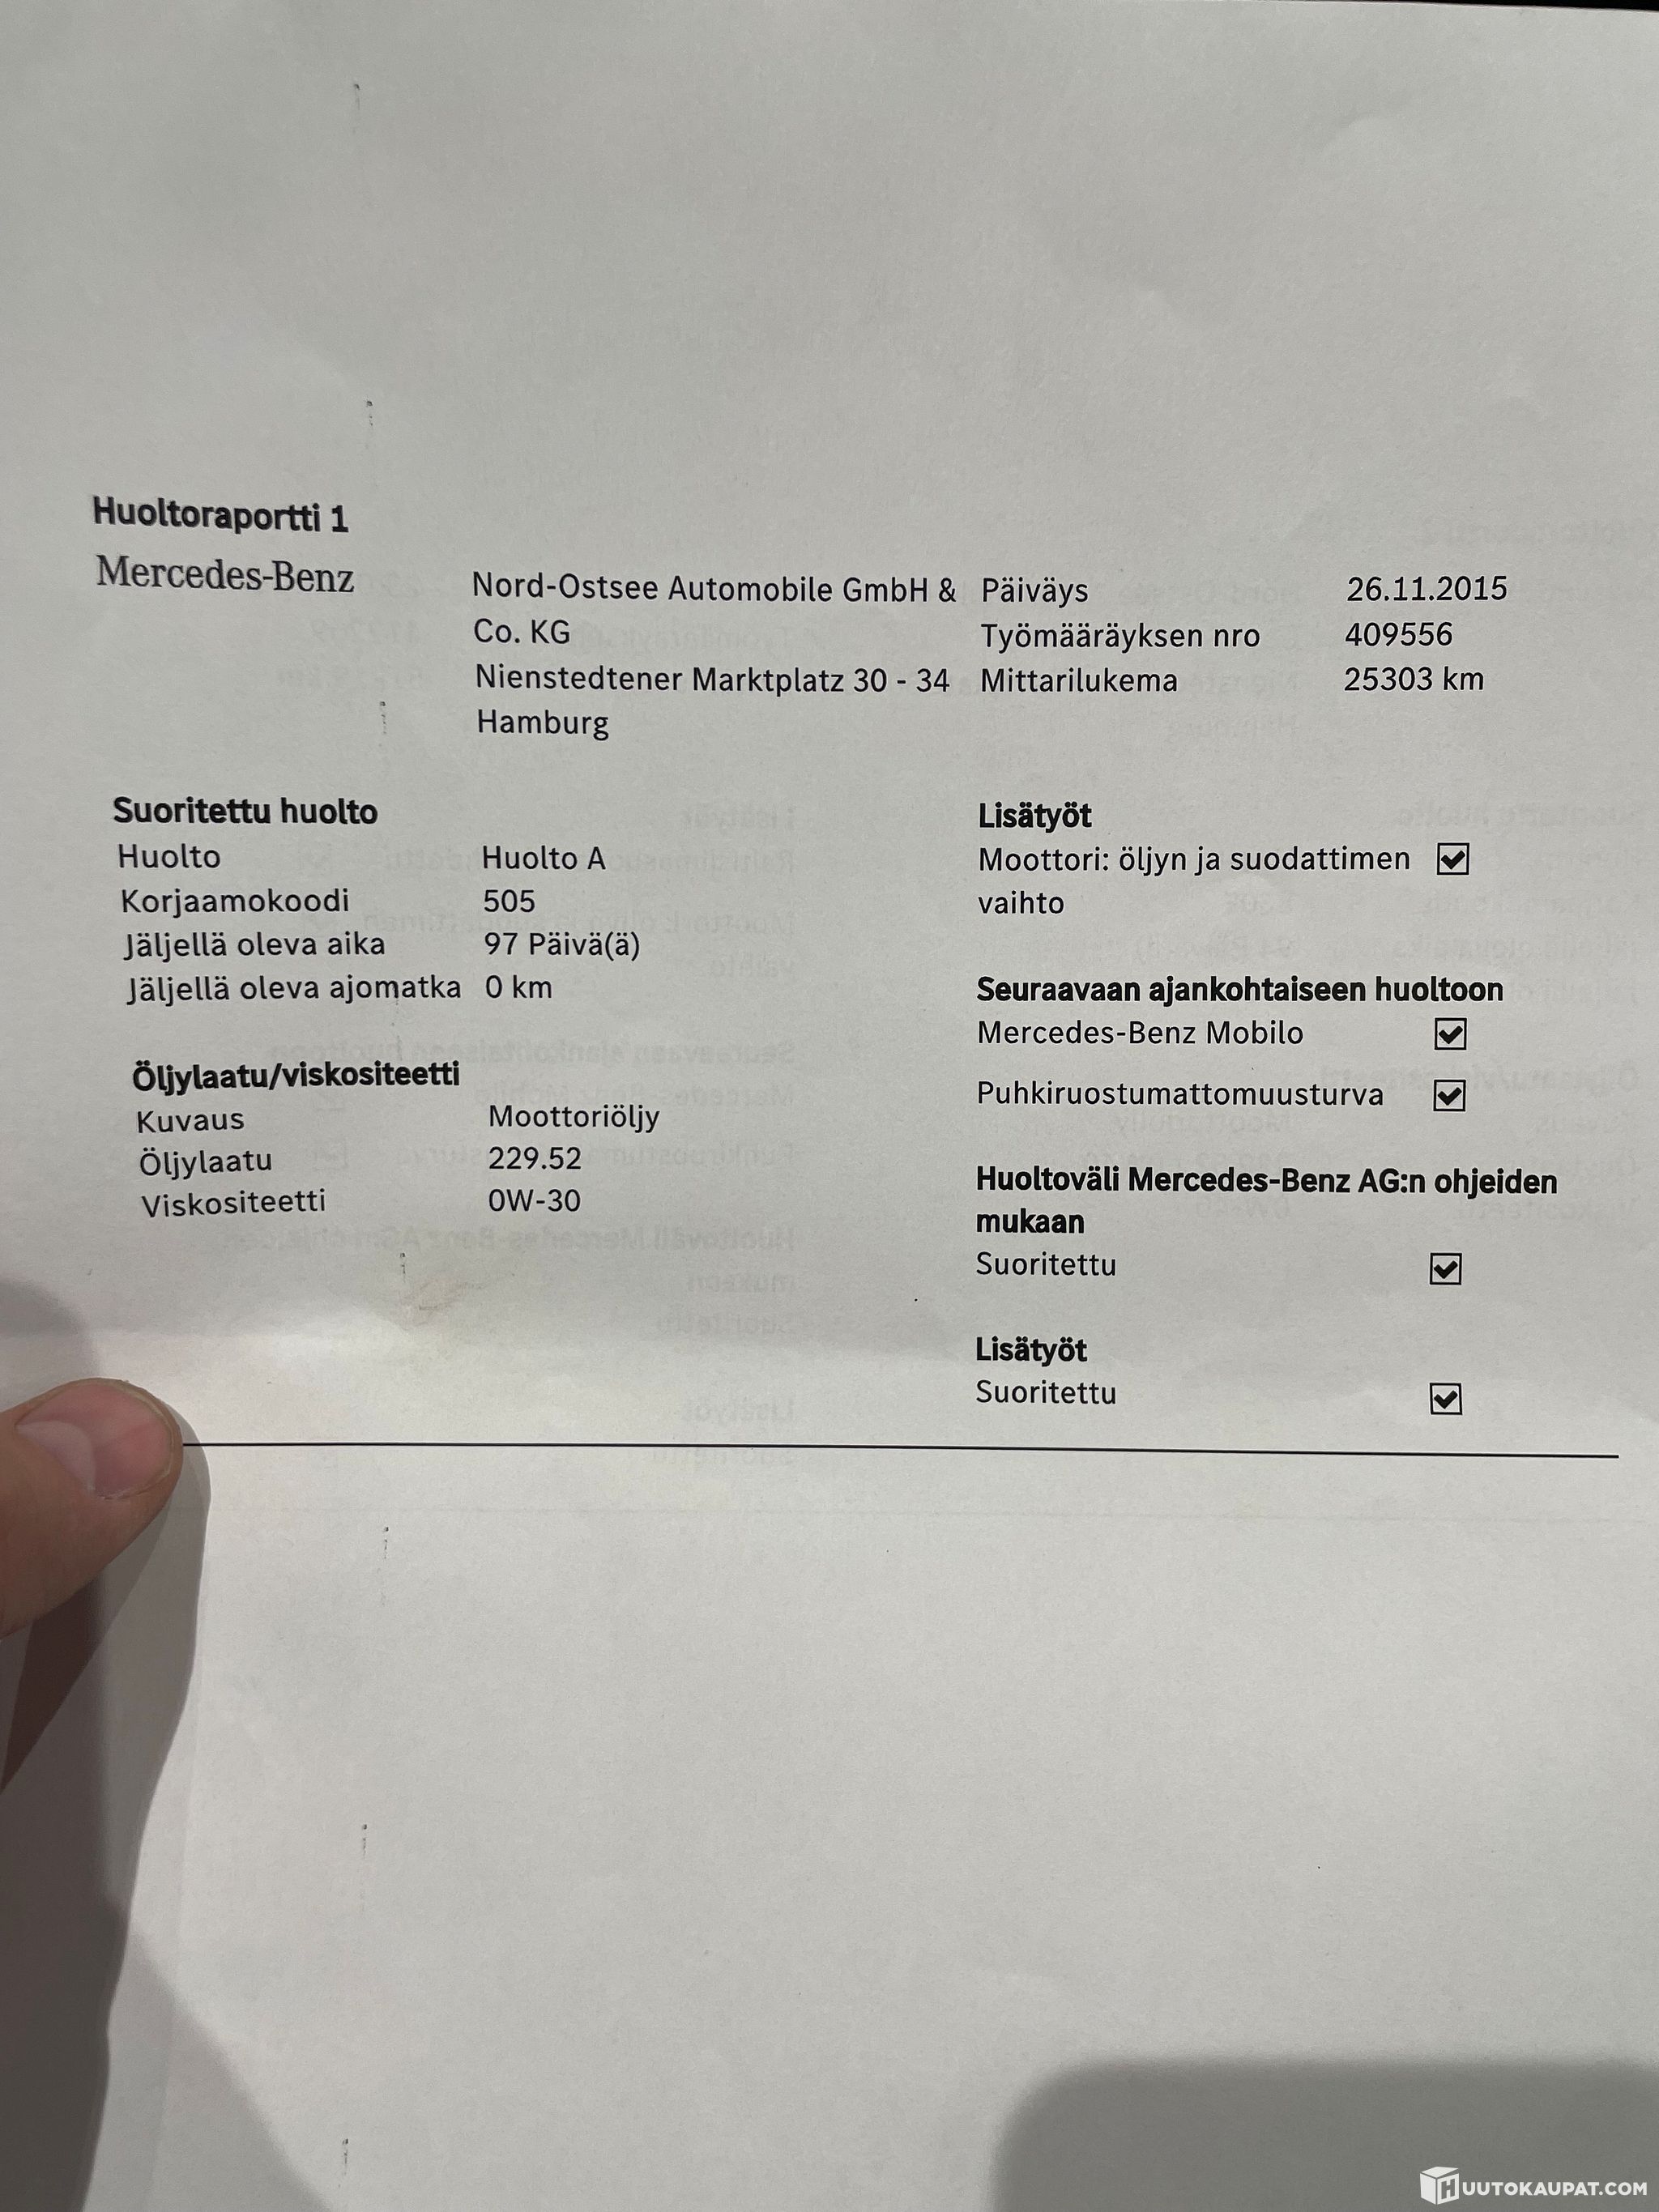 Huoltoraportti 1
Mercedes-Benz
Nord-Ostsee Automobile GmbH &
Co. KG
Nienstedtener Marktplatz 30 - 34
Hamburg
Päiväys 26.11.2015
Työmääräyksen nro 409556
Mittarilukema 25303 km
Suoritettu huolto
Huolto Huolto A
Korjaamokoodi 505
Jäljellä oleva aika 97 Päivä(ä)
Jäljellä oleva ajomatka 0 km
Öljylaatu/viskositeetti
Kuvaus Moottoriöljy
Öljylaatu 229.52
Viskositeetti 0W-30
Lisätyöt
Moottori: öljyn ja suodattimen
vaihto
Seuraavaan ajankohtaiseen huoltoon
Mercedes-Benz Mobilo
Puhkiruostumattomuusturva
Huoltoväli Mercedes-Benz AG:n ohjeiden
mukaan
Suoritettu
Lisätyöt
Suoritettu
HUUTOKAUPAT.COM